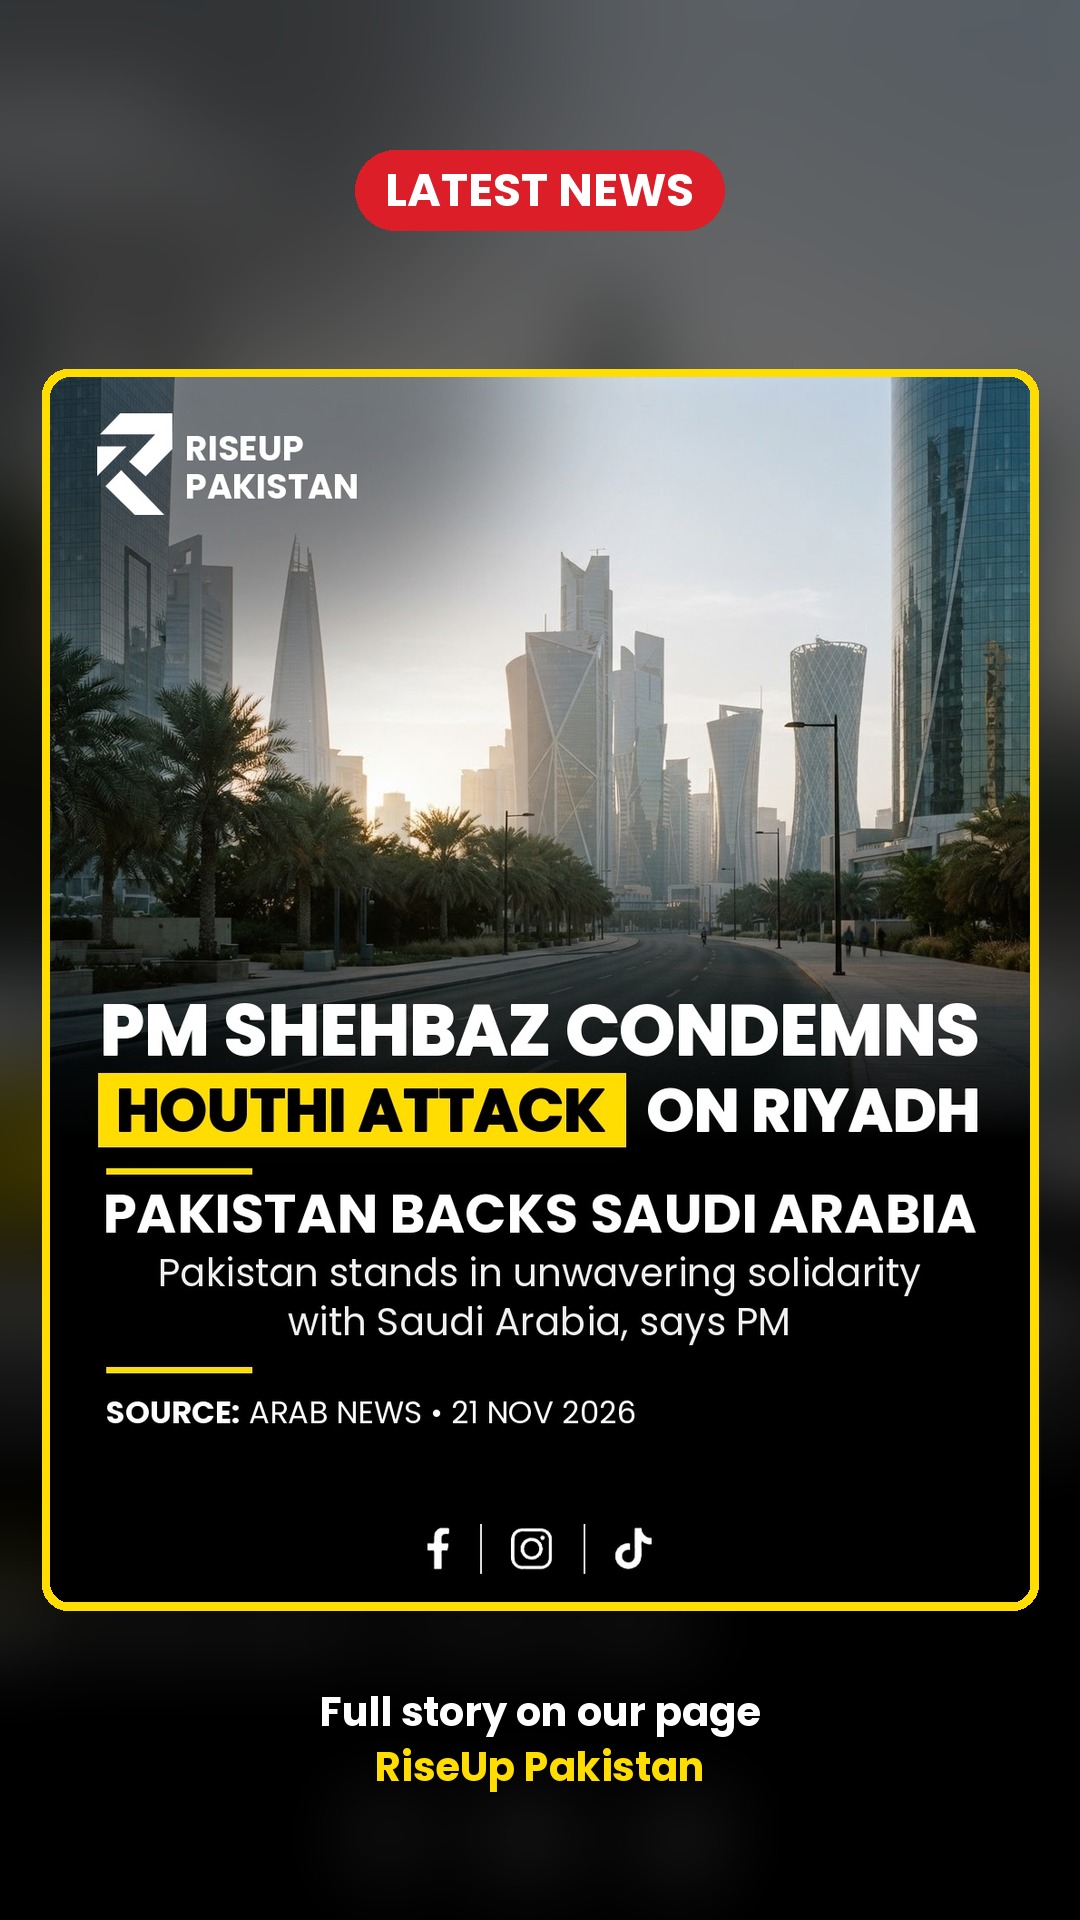 LATEST NEWS
RISEUP
PAKISTAN
PM SHEHBAZ CONDEMNS
HOUTHI ATTACK ON RIYADH
PAKISTAN BACKS SAUDI ARABIA
Pakistan stands in unwavering solidarity
with Saudi Arabia, says PM
SOURCE: ARAB NEWS • 21 NOV 2026
Full story on our page
RiseUp Pakistan